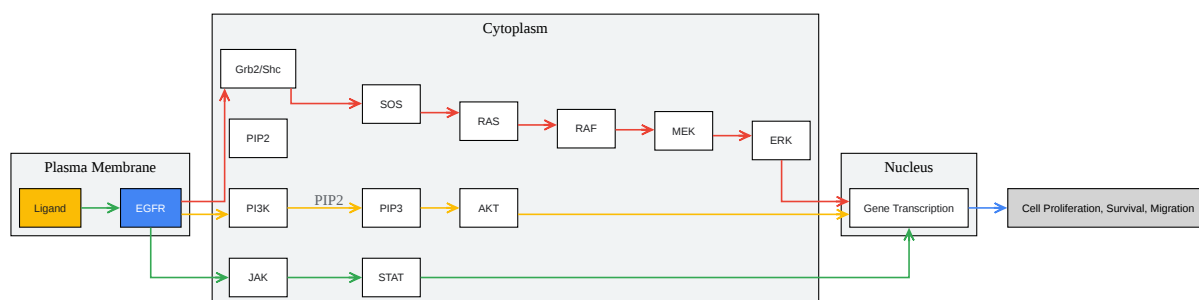 Cytoplasm
Grb2/Shc
SOS
RAS
RAF
MEK
ERK
PIP2
Plasma Membrane
Ligand
EGFR
PI3K
PIP2
PIP3
AKT
Nucleus
Gene Transcription
Cell Proliferation, Survival, Migration
JAK
STAT